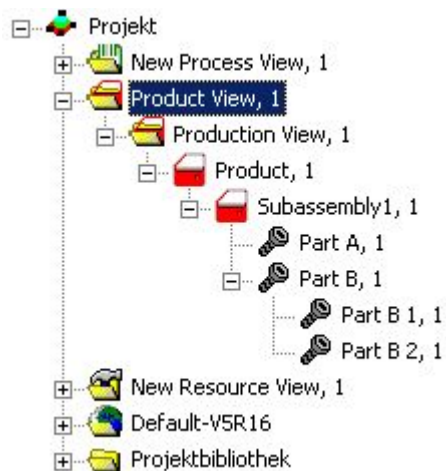 Projekt
New Process View, 1
Product View, 1
Production View, 1
Product, 1
Subassembly1, 1
Part A, 1
Part B, 1
Part B 1, 1
Part B 2, 1
New Resource View, 1
Default-V5R16
Projektbibliothek